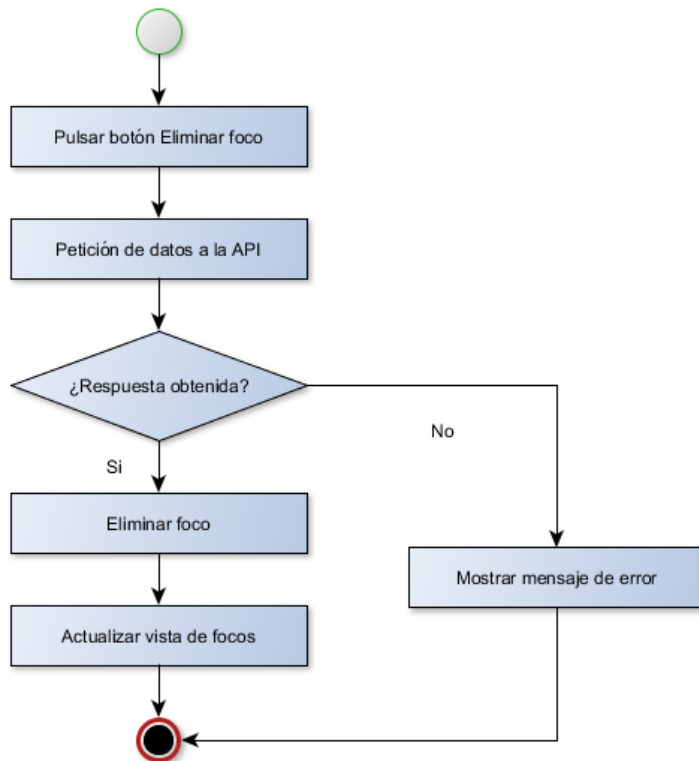 Pulsar botón Eliminar foco
Petición de datos a la API
¿Respuesta obtenida?
No
Si
Eliminar foco
Mostrar mensaje de error
Actualizar vista de focos